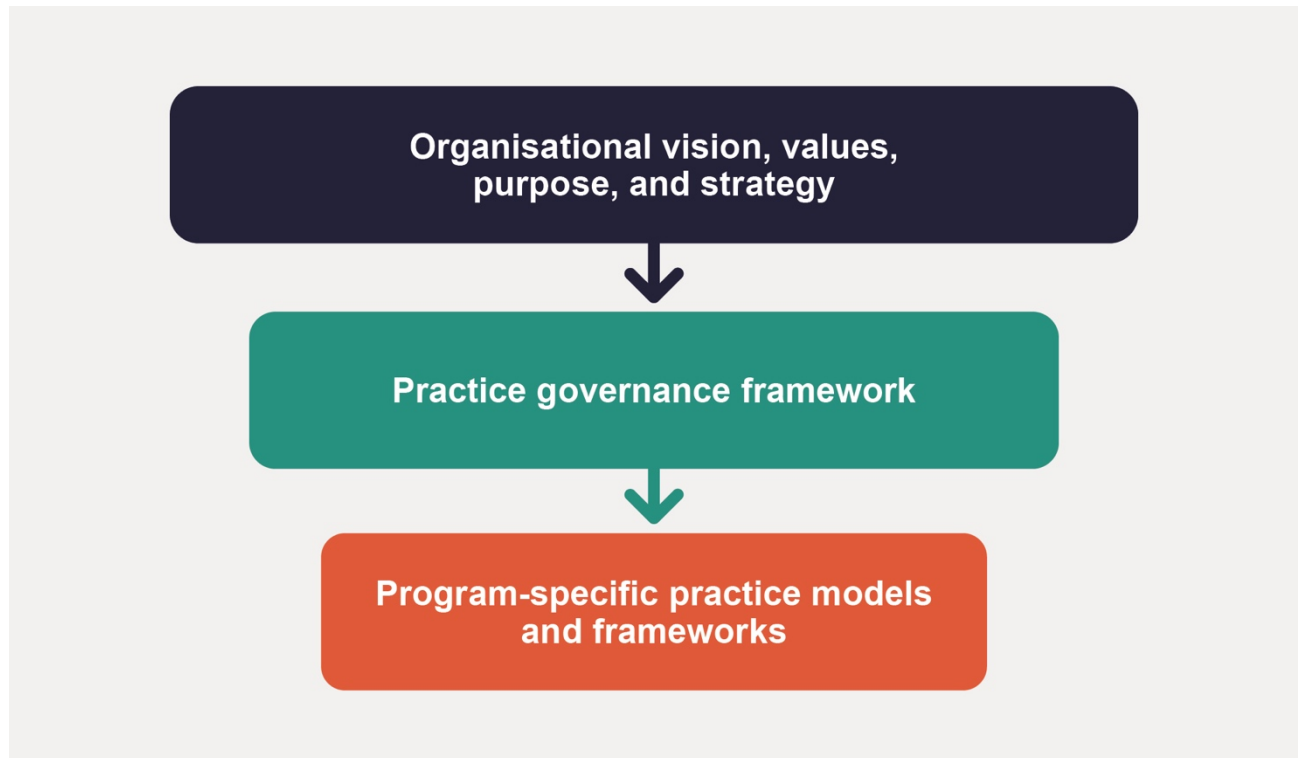 Organisational vision, values,
purpose, and strategy
Practice governance framework
Program-specific practice models
and frameworks